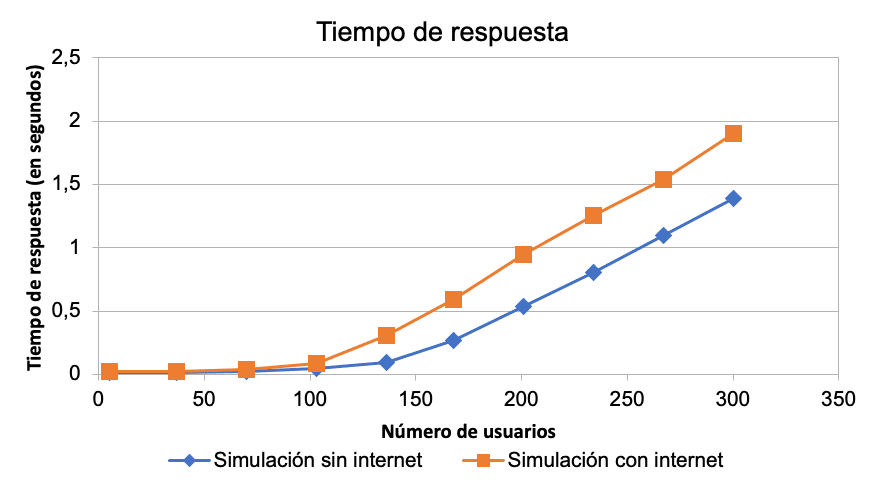 Tiempo de respuesta
2,5
2
1,5
1
0,5
0
Tiempo de respuesta (en segundos)
0 50 100 150 200 250 300 350
Número de usuarios
Simulación sin internet Simulación con internet